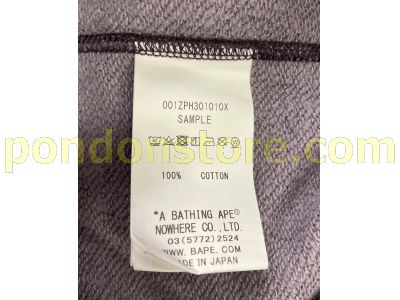 001ZPH301010X
SAMPLE
pondonstore.com
100% COTTON
"A BATHING APE®
NOWHERE CO.,LTD.
03(5772)2524
WWW.BAPE.COM
MADE IN JAPAN